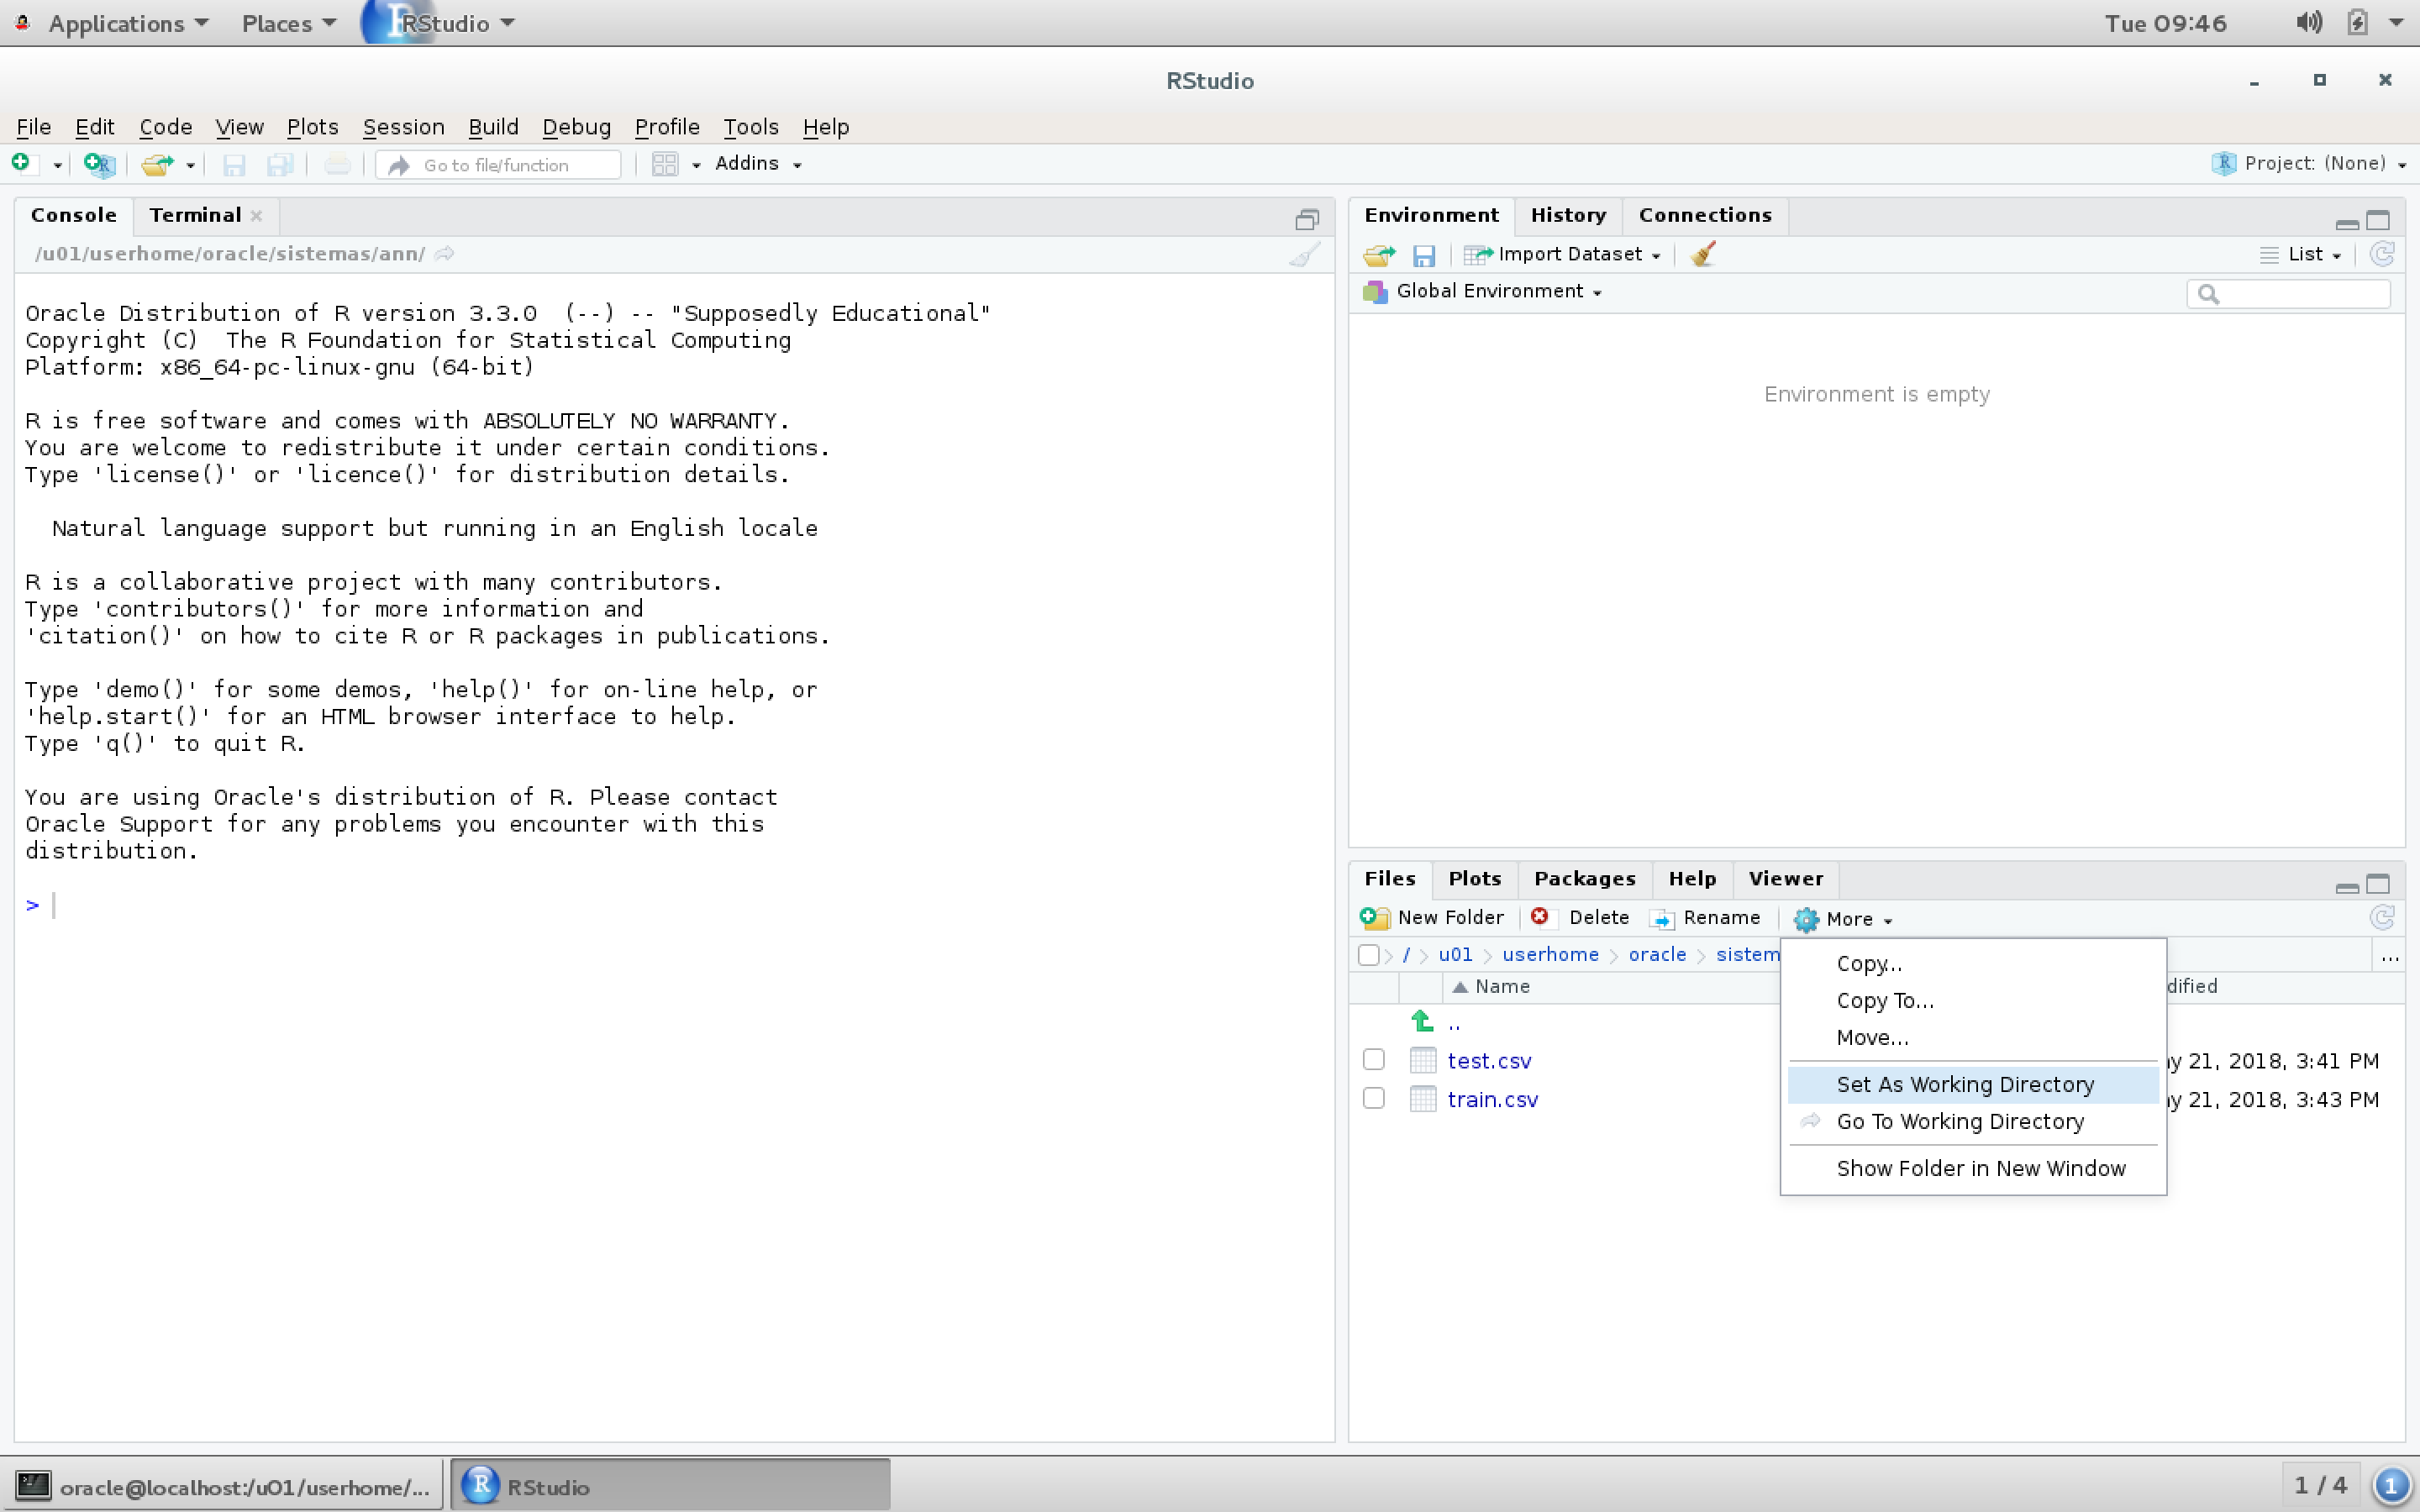 Applications Places RStudio Tue 09:46
RStudio
File Edit Code View Plots Session Build Debug Profile Tools Help
Go to file/function Addins Project: (None)
Console Terminal
/u01/userhome/oracle/sistemas/ann/
Oracle Distribution of R version 3.3.0  (--) -- "Supposedly Educational"
Copyright (C)  The R Foundation for Statistical Computing
Platform: x86_64-pc-linux-gnu (64-bit)
R is free software and comes with ABSOLUTELY NO WARRANTY.
You are welcome to redistribute it under certain conditions.
Type 'license()' or 'licence()' for distribution details.
Natural language support but running in an English locale
R is a collaborative project with many contributors.
Type 'contributors()' for more information and
'citation()' on how to cite R or R packages in publications.
Type 'demo()' for some demos, 'help()' for on-line help, or
'help.start()' for an HTML browser interface to help.
Type 'q()' to quit R.
You are using Oracle's distribution of R. Please contact
Oracle Support for any problems you encounter with this
distribution.
>
Environment History Connections
Import Dataset List
Global Environment
Environment is empty
Files Plots Packages Help Viewer
New Folder Delete Rename More
/ u01 userhome oracle sistem ...
Name dified
..
test.csv y 21, 2018, 3:41 PM
train.csv y 21, 2018, 3:43 PM
Copy...
Copy To...
Move...
Set As Working Directory
Go To Working Directory
Show Folder in New Window
oracle@localhost:/u01/userhome/... RStudio 1 / 4 1